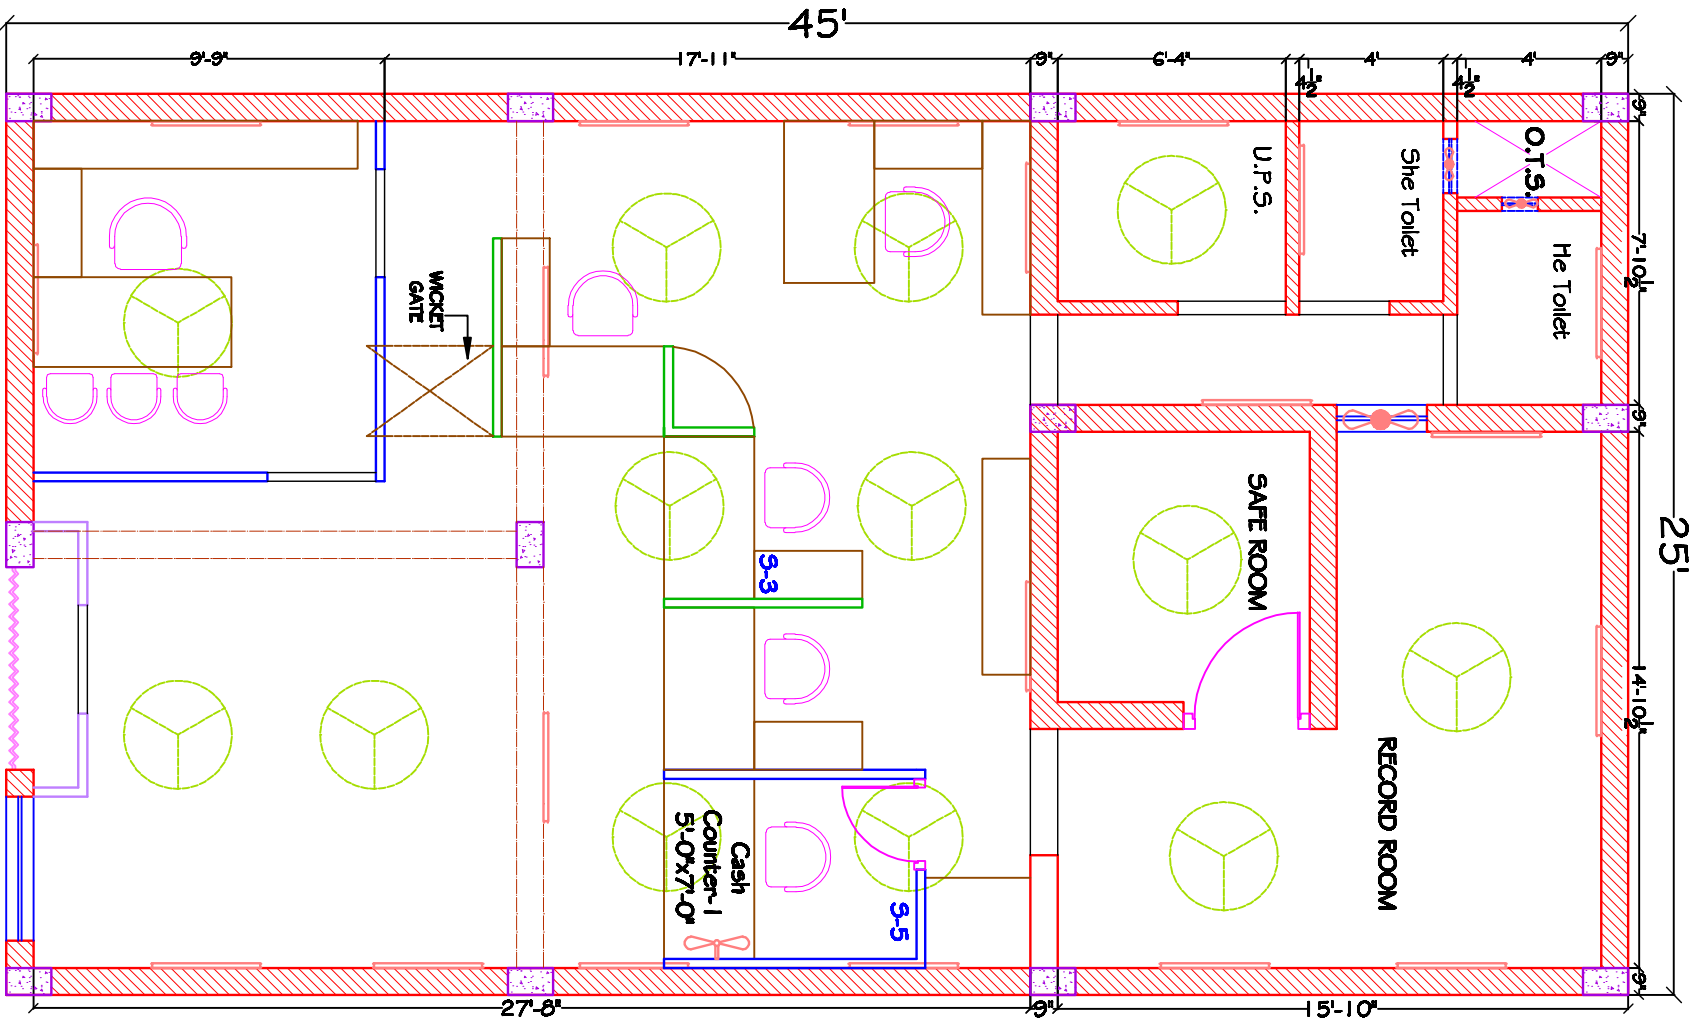 45'
9'-9"
17'-11"
9"
6'-4"
4½"
4'
4½"
4'
9"
9"
7'-10½"
9"
14'-10½"
9"
25'
O.T.S.
She Toilet
U.P.S.
He Toilet
WICKET
GATE
SAFE ROOM
S-3
RECORD ROOM
Cash
Counter-1
5'-0"x7'-0"
S-5
27'-8"
9"
15'-10"